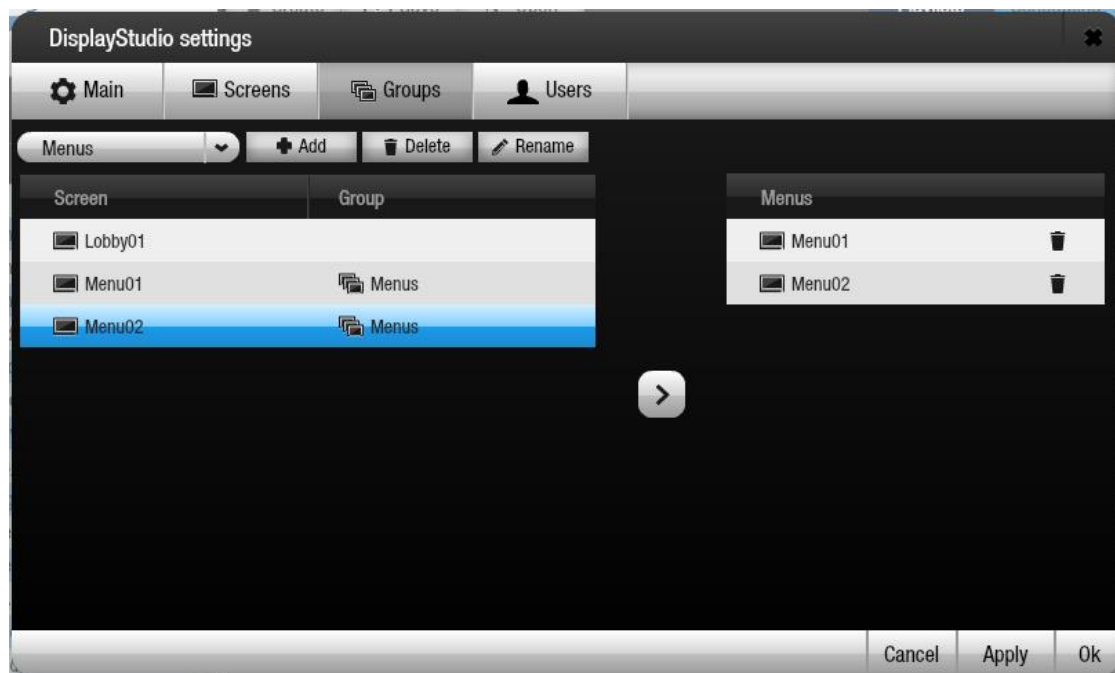 DisplayStudio settings
Main Screens Groups Users
Menus Add Delete Rename
Screen Group Menus
Lobby01 Menu01
Menu01 Menus Menu02
Menu02 Menus
Cancel Apply Ok